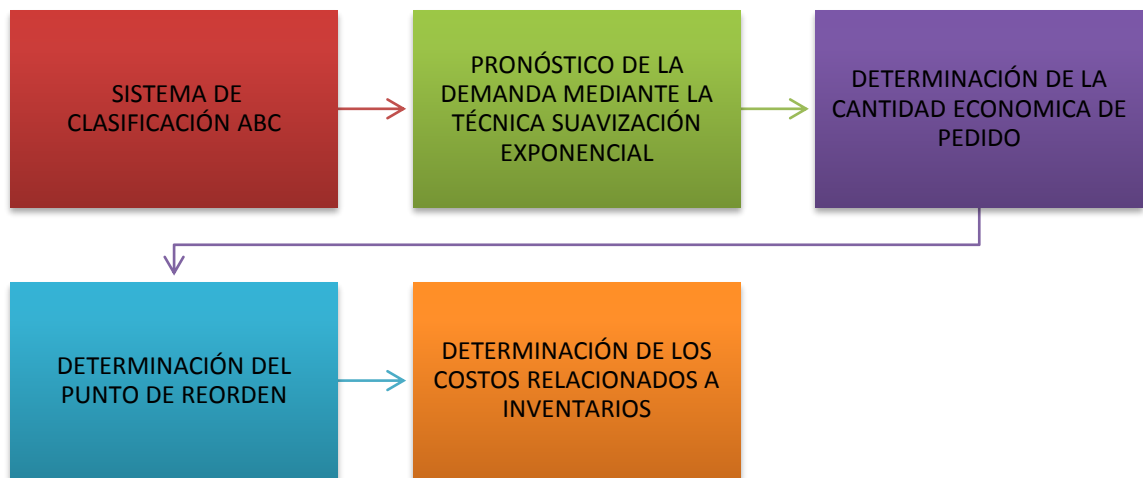 SISTEMA DE
CLASIFICACIÓN ABC
PRONÓSTICO DE LA
DEMANDA MEDIANTE LA
TÉCNICA SUAVIZACIÓN
EXPONENCIAL
DETERMINACIÓN DE LA
CANTIDAD ECONOMICA DE
PEDIDO
DETERMINACIÓN DEL
PUNTO DE REORDEN
DETERMINACIÓN DE LOS
COSTOS RELACIONADOS A
INVENTARIOS